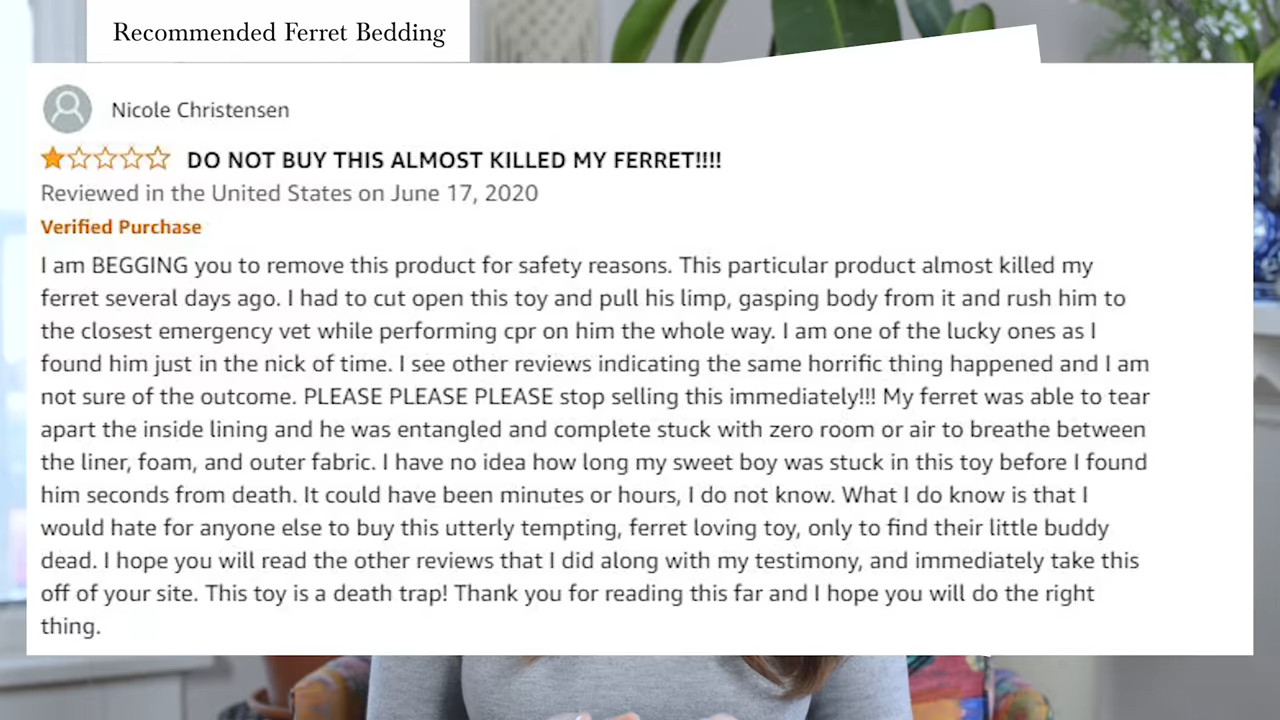 Recommended Ferret Bedding
Nicole Christensen
DO NOT BUY THIS ALMOST KILLED MY FERRET!!!!
Reviewed in the United States on June 17, 2020
Verified Purchase
I am BEGGING you to remove this product for safety reasons. This particular product almost killed my
ferret several days ago. I had to cut open this toy and pull his limp, gasping body from it and rush him to
the closest emergency vet while performing cpr on him the whole way. I am one of the lucky ones as I
found him just in the nick of time. I see other reviews indicating the same horrific thing happened and I am
not sure of the outcome. PLEASE PLEASE PLEASE stop selling this immediately!!! My ferret was able to tear
apart the inside lining and he was entangled and complete stuck with zero room or air to breathe between
the liner, foam, and outer fabric. I have no idea how long my sweet boy was stuck in this toy before I found
him seconds from death. It could have been minutes or hours, I do not know. What I do know is that I
would hate for anyone else to buy this utterly tempting, ferret loving toy, only to find their little buddy
dead. I hope you will read the other reviews that I did along with my testimony, and immediately take this
off of your site. This toy is a death trap! Thank you for reading this far and I hope you will do the right
thing.